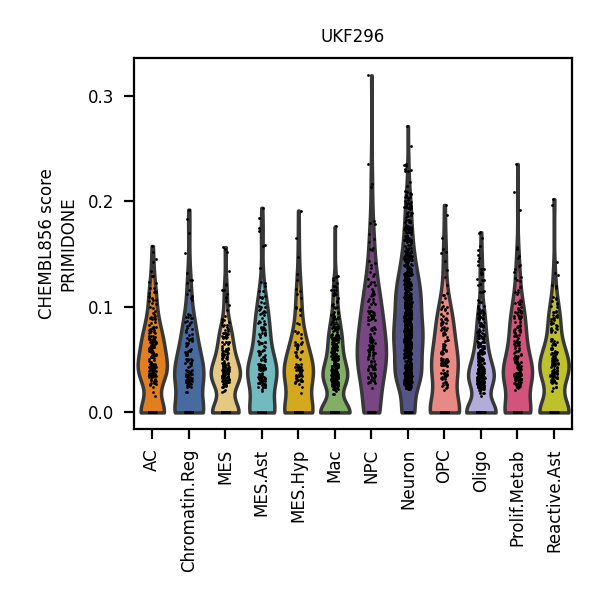 UKF296
CHEMBL856 score
PRIMIDONE
0.3
0.2
0.1
0.0
AC
Chromatin.Reg
MES
MES.Ast
MES.Hyp
Mac
NPC
Neuron
OPC
Oligo
Prolif.Metab
Reactive.Ast